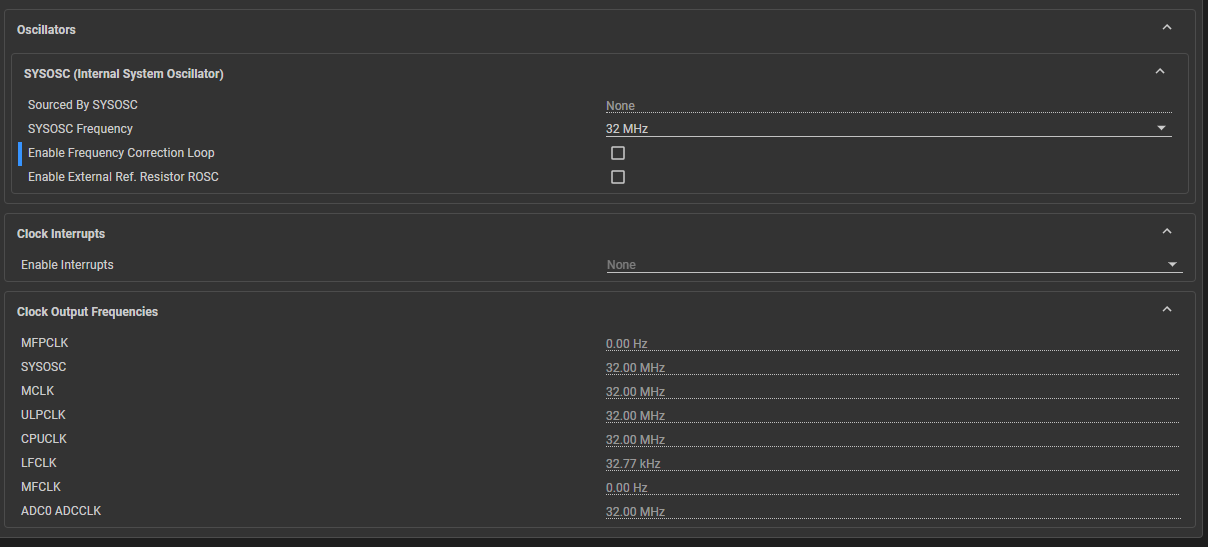 Oscillators
SYSOSC (Internal System Oscillator)
Sourced By SYSOSC None
SYSOSC Frequency 32 MHz
Enable Frequency Correction Loop
Enable External Ref. Resistor ROSC
Clock Interrupts
Enable Interrupts None
Clock Output Frequencies
MFPCLK 0.00 Hz
SYSOSC 32.00 MHz
MCLK 32.00 MHz
ULPCLK 32.00 MHz
CPUCLK 32.00 MHz
LFCLK 32.77 kHz
MFCLK 0.00 Hz
ADC0 ADCCLK 32.00 MHz